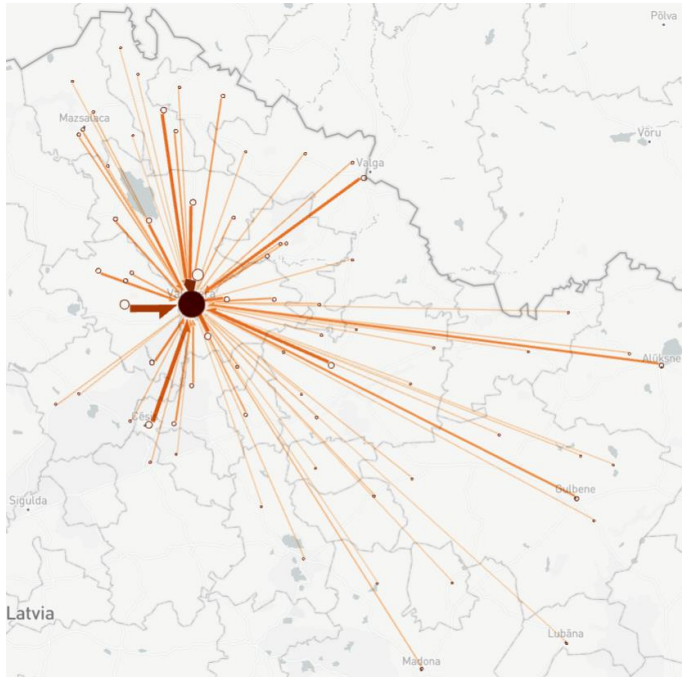 Põlva
Mazsalaca
Võru
Valga
Alūksne
Cēsis
Gulbene
Sigulda
Latvia
Lubāna
Madona